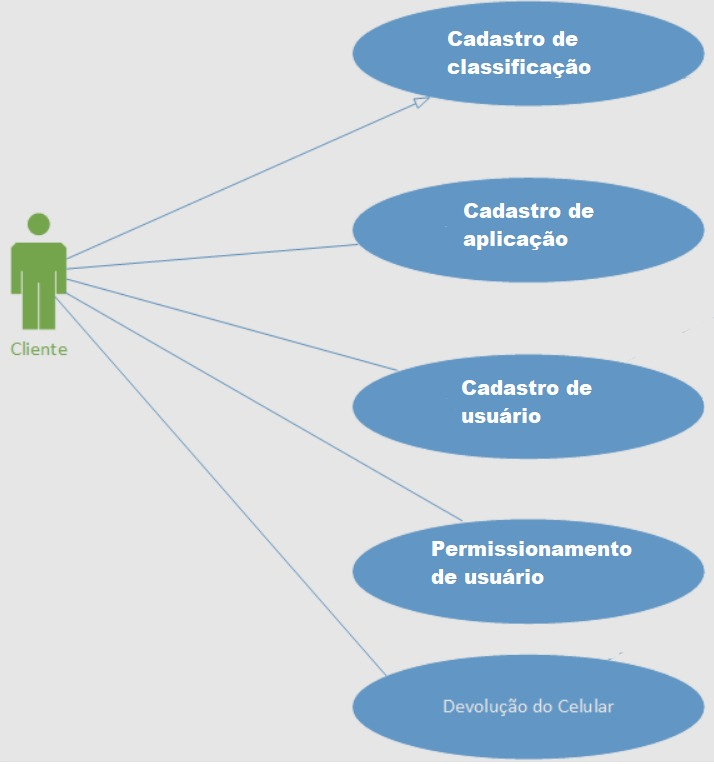 Cadastro de
classificação
Cadastro de
aplicação
Cliente
Cadastro de
usuário
Permissionamento
de usuário
Devolução do Celular